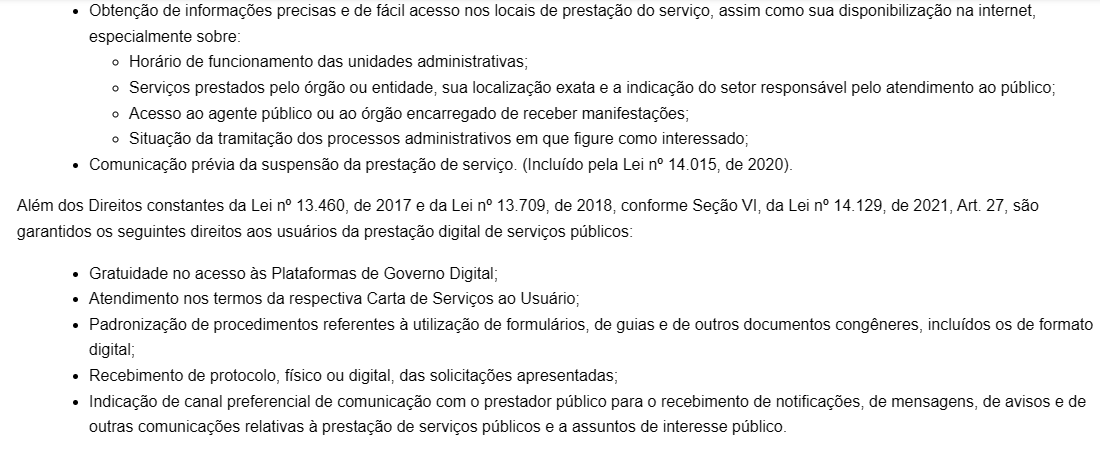 • Obtenção de informações precisas e de fácil acesso nos locais de prestação do serviço, assim como sua disponibilização na internet,
especialmente sobre:
◦ Horário de funcionamento das unidades administrativas;
◦ Serviços prestados pelo órgão ou entidade, sua localização exata e a indicação do setor responsável pelo atendimento ao público;
◦ Acesso ao agente público ou ao órgão encarregado de receber manifestações;
◦ Situação da tramitação dos processos administrativos em que figure como interessado;
• Comunicação prévia da suspensão da prestação de serviço. (Incluído pela Lei nº 14.015, de 2020).
Além dos Direitos constantes da Lei nº 13.460, de 2017 e da Lei nº 13.709, de 2018, conforme Seção VI, da Lei nº 14.129, de 2021, Art. 27, são
garantidos os seguintes direitos aos usuários da prestação digital de serviços públicos:
• Gratuidade no acesso às Plataformas de Governo Digital;
• Atendimento nos termos da respectiva Carta de Serviços ao Usuário;
• Padronização de procedimentos referentes à utilização de formulários, de guias e de outros documentos congêneres, incluídos os de formato
digital;
• Recebimento de protocolo, físico ou digital, das solicitações apresentadas;
• Indicação de canal preferencial de comunicação com o prestador público para o recebimento de notificações, de mensagens, de avisos e de
outras comunicações relativas à prestação de serviços públicos e a assuntos de interesse público.